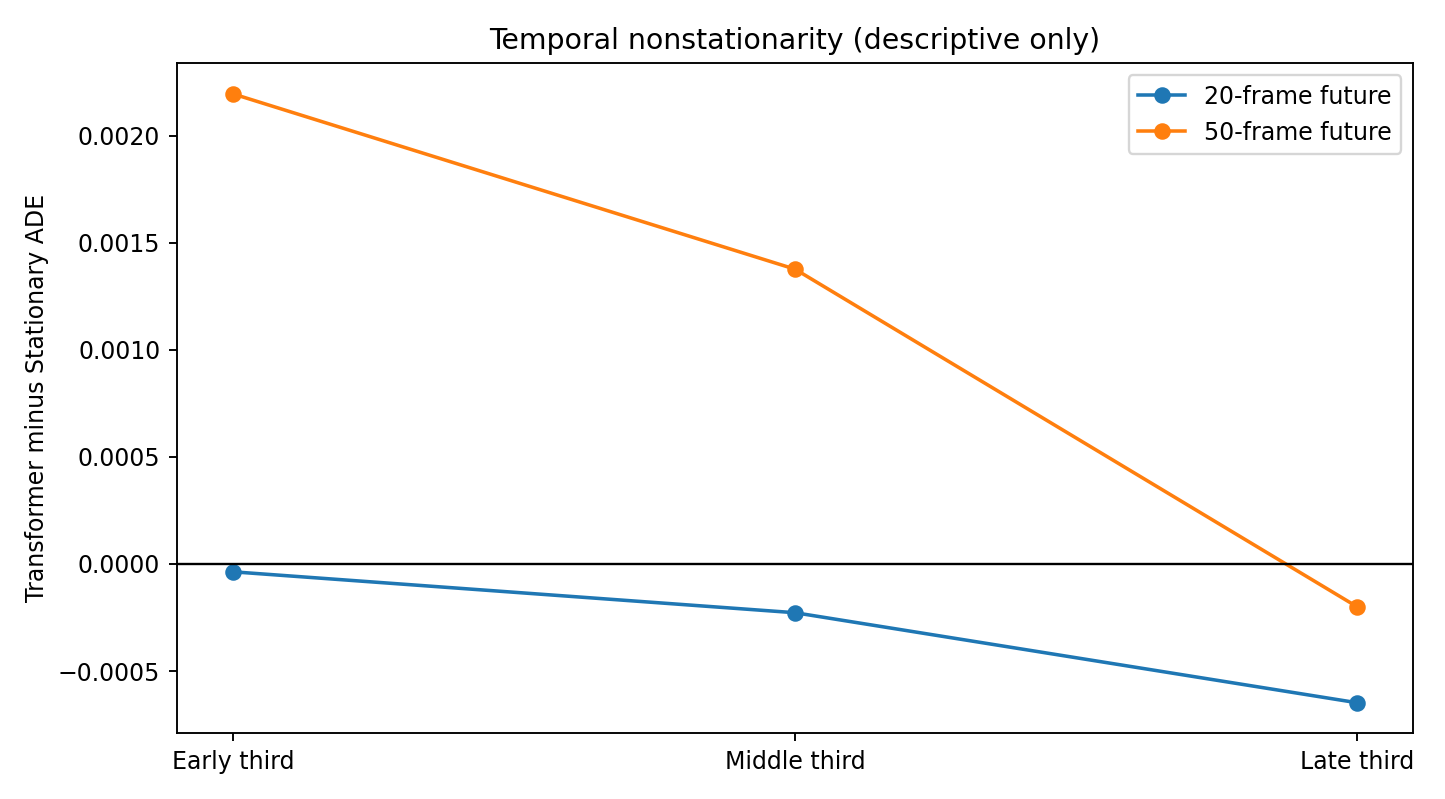 Temporal nonstationarity (descriptive only)
20-frame future
50-frame future
Transformer minus Stationary ADE
0.0020
0.0015
0.0010
0.0005
0.0000
−0.0005
Early third
Middle third
Late third